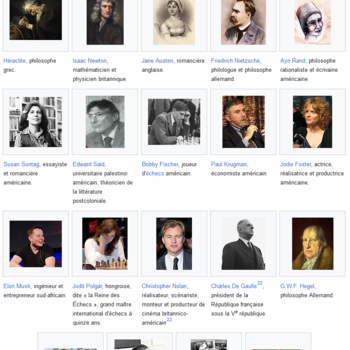 Héraclite, philosophe
grec.
Isaac Newton,
mathématicien et
physicien britannique.
Jane Austen, romancière
anglaise.
Friedrich Nietzsche,
philologue et philosophe
allemand.
Ayn Rand, philosophe
rationaliste et écrivaine
américaine.
Susan Sontag, essayiste
et romancière
américaine.
Edward Saïd,
universitaire palestino-
américain, théoricien de
la littérature
postcoloniale.
Bobby Fischer, joueur
d'échecs américain.
Paul Krugman,
économiste américain.
Jodie Foster, actrice,
réalisatrice et productrice
américaine.
Elon Musk, ingénieur et
entrepreneur sud-africain.
Judit Polgár, hongroise,
dite « la Reine des
Échecs », grand maître
international d'échecs à
quinze ans.
Christopher Nolan,
réalisateur, scénariste,
monteur et producteur de
cinéma britannico-
américain22
Charles De Gaulle22,
président de la
République française
sous la Ve république.
G.W.F. Hegel,
philosophe Allemand.